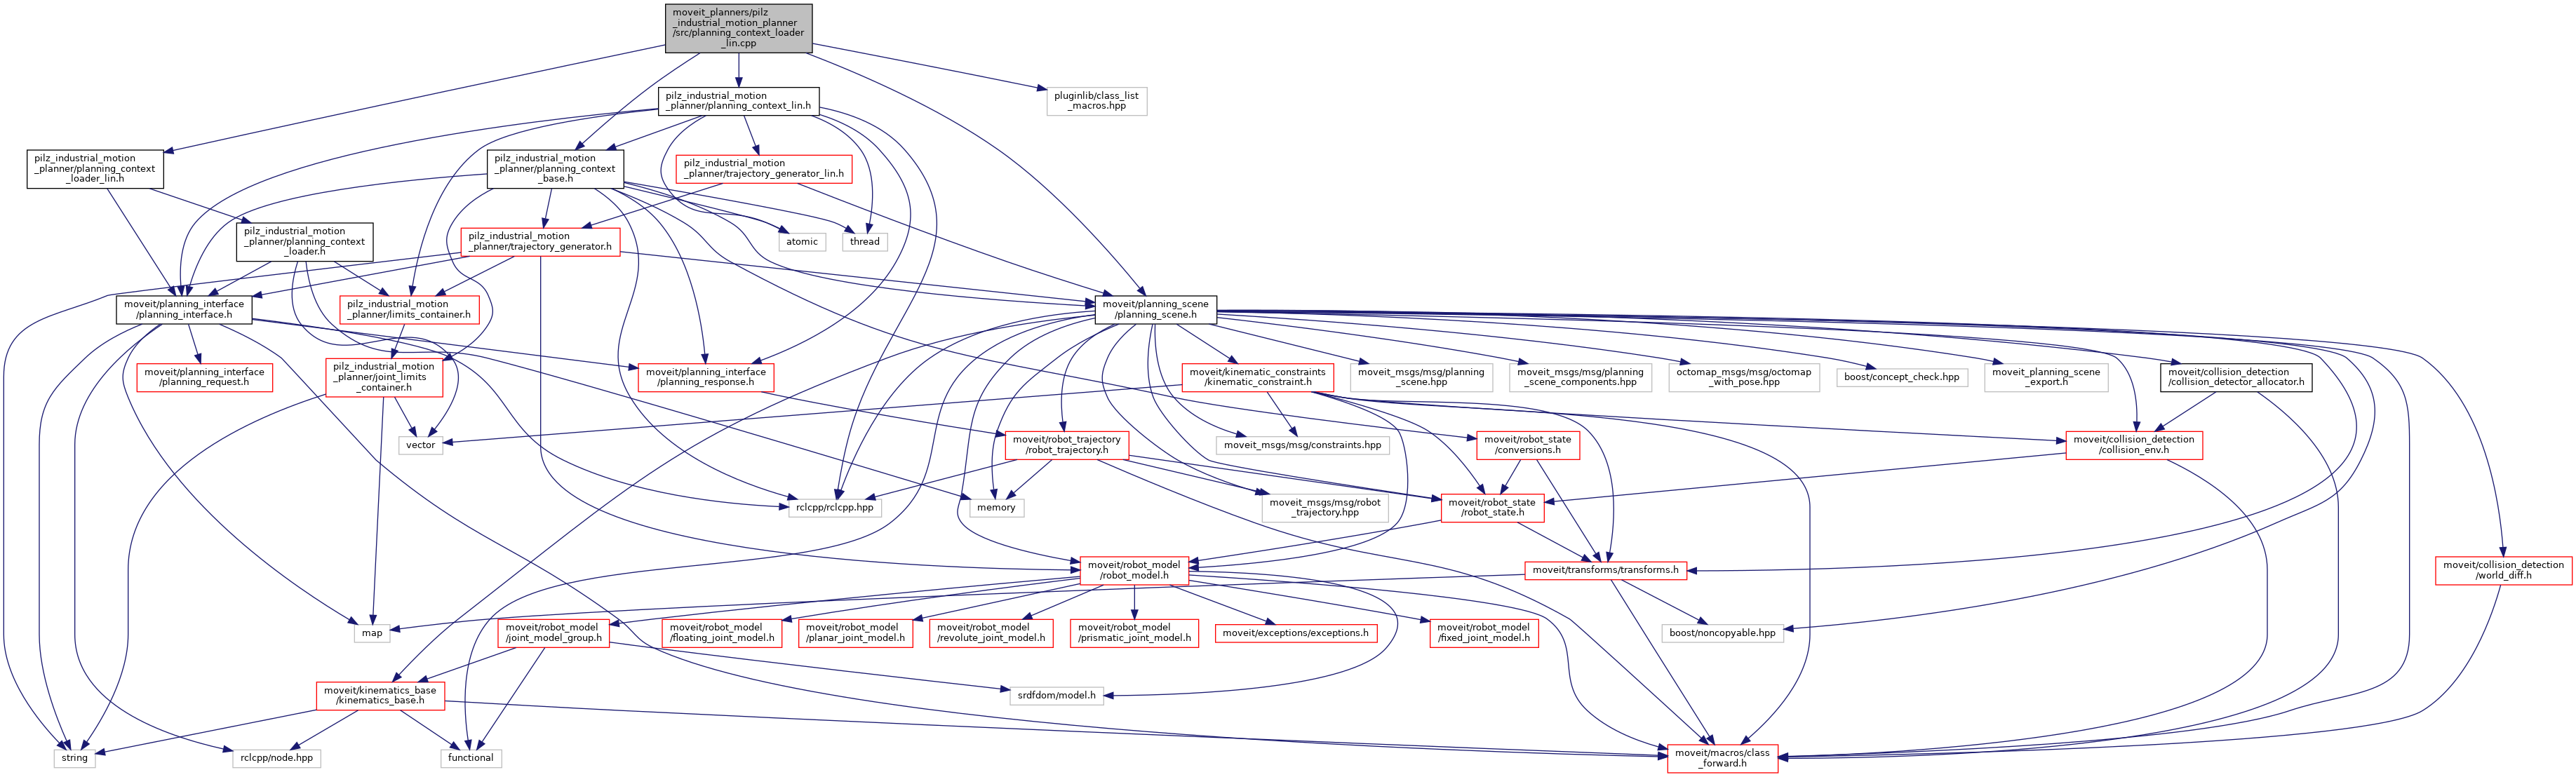 moveit_planners/pilz
_industrial_motion_planner
/src/planning_context_loader
_lin.cpp
pilz_industrial_motion
_planner/planning_context_lin.h
pluginlib/class_list
_macros.hpp
pilz_industrial_motion
_planner/planning_context
_loader_lin.h
pilz_industrial_motion
_planner/planning_context
_base.h
pilz_industrial_motion
_planner/trajectory_generator_lin.h
pilz_industrial_motion
_planner/planning_context
_loader.h
pilz_industrial_motion
_planner/trajectory_generator.h
atomic
thread
moveit/planning_interface
/planning_interface.h
pilz_industrial_motion
_planner/limits_container.h
moveit/planning_scene
/planning_scene.h
moveit/planning_interface
/planning_request.h
pilz_industrial_motion
_planner/joint_limits
_container.h
moveit/planning_interface
/planning_response.h
moveit/kinematic_constraints
/kinematic_constraint.h
moveit_msgs/msg/planning
_scene.hpp
moveit_msgs/msg/planning
_scene_components.hpp
octomap_msgs/msg/octomap
_with_pose.hpp
boost/concept_check.hpp
moveit_planning_scene
_export.h
moveit/collision_detection
/collision_detector_allocator.h
vector
moveit/robot_trajectory
/robot_trajectory.h
moveit_msgs/msg/constraints.hpp
moveit/robot_state
/conversions.h
moveit/collision_detection
/collision_env.h
rclcpp/rclcpp.hpp
memory
moveit_msgs/msg/robot
_trajectory.hpp
moveit/robot_state
/robot_state.h
moveit/robot_model
/robot_model.h
moveit/transforms/transforms.h
moveit/collision_detection
/world_diff.h
map
moveit/robot_model
/joint_model_group.h
moveit/robot_model
/floating_joint_model.h
moveit/robot_model
/planar_joint_model.h
moveit/robot_model
/revolute_joint_model.h
moveit/robot_model
/prismatic_joint_model.h
moveit/exceptions/exceptions.h
moveit/robot_model
/fixed_joint_model.h
boost/noncopyable.hpp
moveit/kinematics_base
/kinematics_base.h
srdfdom/model.h
string
rclcpp/node.hpp
functional
moveit/macros/class
_forward.h